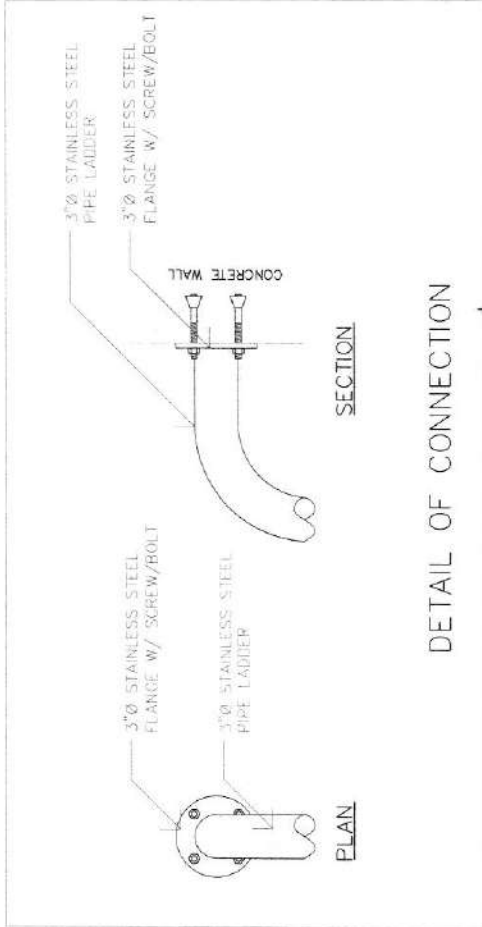 3"Ø STAINLESS STEEL
FLANGE W/ SCREW/BOLT
3"Ø STAINLESS STEEL
PIPE LADDER
PLAN
3"Ø STAINLESS STEEL
PIPE LADDER
3"Ø STAINLESS STEEL
FLANGE W/ SCREW/BOLT
CONCRETE WALL
SECTION
DETAIL OF CONNECTION